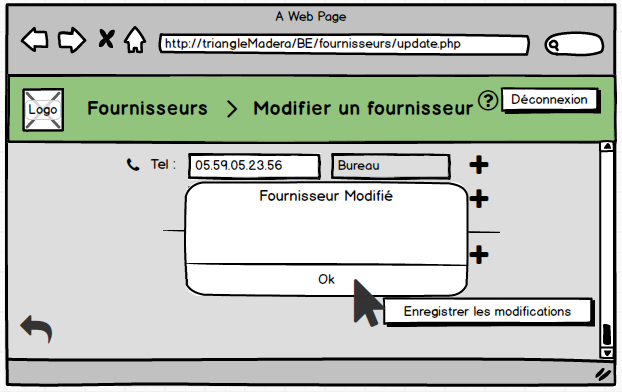 A Web Page
http://triangleMadera/BE/fournisseurs/update.php
Logo
Fournisseurs > Modifier un fournisseur
?
Déconnexion
Tel :
05.59.05.23.56
Bureau
Fournisseur Modifié
Ok
Enregistrer les modifications